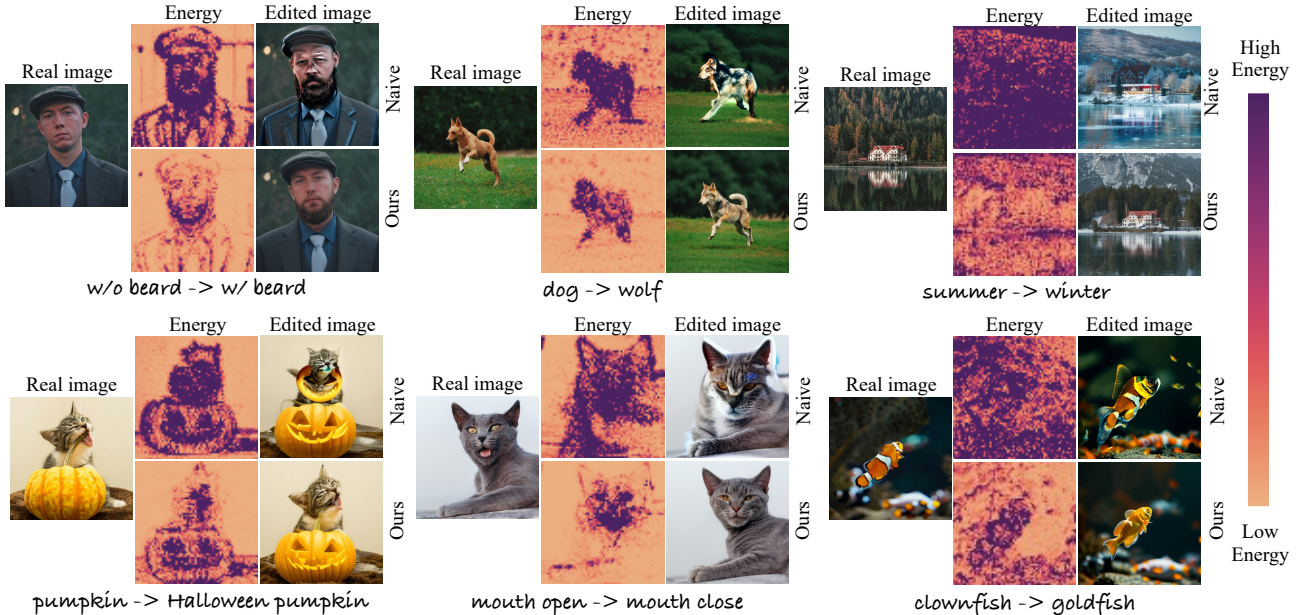 Energy Edited image
Real image
Naive
Ours
w/o beard -> w/ beard
Energy Edited image
Real image
Naive
Ours
dog -> wolf
Energy Edited image
Real image
Naive
Ours
summer -> winter
High
Energy
Low
Energy
Energy Edited image
Real image
Naive
Ours
pumpkin -> Halloween pumpkin
Energy Edited image
Real image
Naive
Ours
mouth open -> mouth close
Energy Edited image
Real image
Naive
Ours
clownfish -> goldfish